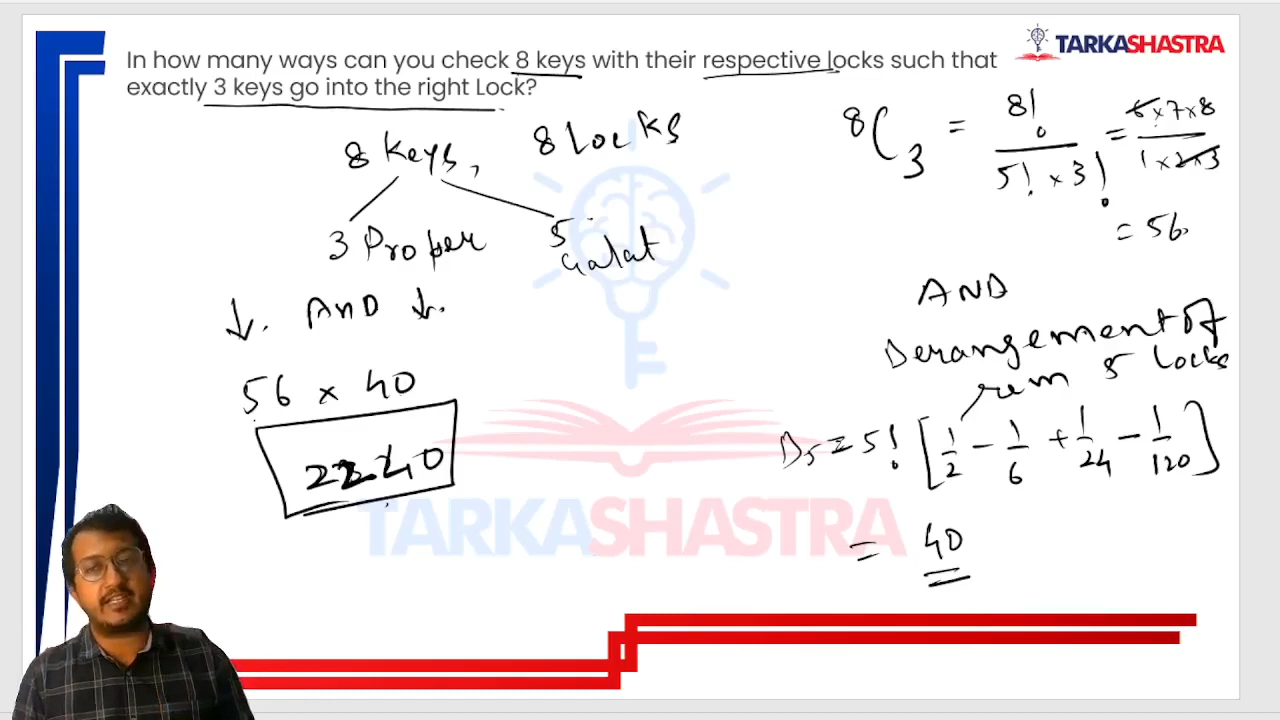 TARKASHASTRA
In how many ways can you check 8 keys with their respective locks such that
exactly 3 keys go into the right Lock?
8 Keys, 8 Locks
3 Proper 5 Galat
↓. AnD ↓.
56 × 40
2240
8C3 = 8!/5! × 3! = 6×7×8/1×2×3
= 56.
AND
Derangement of
rem 5 Locks
D5 = 5! [1/2 - 1/6 + 1/24 - 1/120]
= 40
TARKASHASTRA